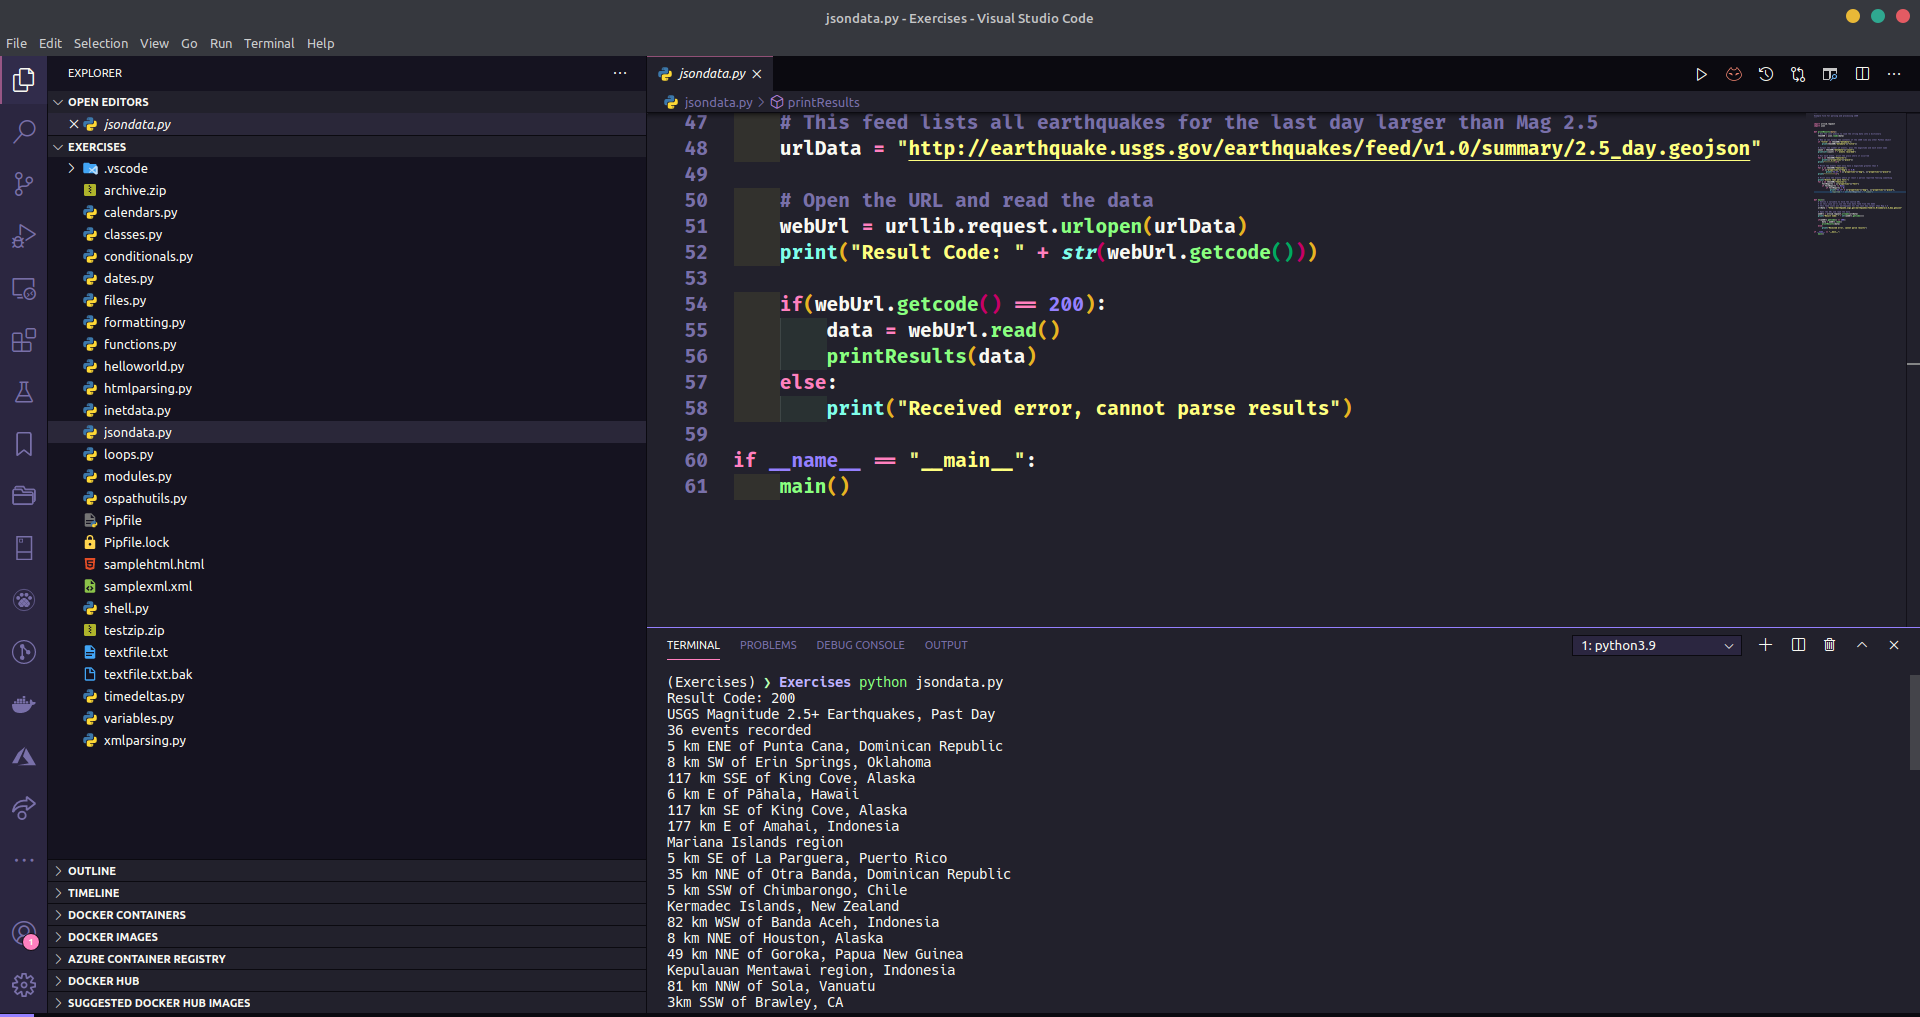 jsondata.py - Exercises - Visual Studio Code
File Edit Selection View Go Run Terminal Help
EXPLORER
OPEN EDITORS
jsondata.py
EXERCISES
.vscode
archive.zip
calendars.py
classes.py
conditionals.py
dates.py
files.py
formatting.py
functions.py
helloworld.py
htmlparsing.py
inetdata.py
jsondata.py
loops.py
modules.py
ospathutils.py
Pipfile
Pipfile.lock
samplehtml.html
samplexml.xml
shell.py
testzip.zip
textfile.txt
textfile.txt.bak
timedeltas.py
variables.py
xmlparsing.py
OUTLINE
TIMELINE
DOCKER CONTAINERS
DOCKER IMAGES
AZURE CONTAINER REGISTRY
DOCKER HUB
SUGGESTED DOCKER HUB IMAGES
1
jsondata.py
jsondata.py > printResults
47 # This feed lists all earthquakes for the last day larger than Mag 2.5
48 urlData = "http://earthquake.usgs.gov/earthquakes/feed/v1.0/summary/2.5_day.geojson"
49
50 # Open the URL and read the data
51 webUrl = urllib.request.urlopen(urlData)
52 print("Result Code: " + str(webUrl.getcode()))
53
54 if(webUrl.getcode() == 200):
55 data = webUrl.read()
56 printResults(data)
57 else:
58 print("Received error, cannot parse results")
59
60 if __name__ == "__main__":
61 main()
TERMINAL PROBLEMS DEBUG CONSOLE OUTPUT
1: python3.9
(Exercises) ❯ Exercises python jsondata.py
Result Code: 200
USGS Magnitude 2.5+ Earthquakes, Past Day
36 events recorded
5 km ENE of Punta Cana, Dominican Republic
8 km SW of Erin Springs, Oklahoma
117 km SSE of King Cove, Alaska
6 km E of Pāhala, Hawaii
117 km SE of King Cove, Alaska
177 km E of Amahai, Indonesia
Mariana Islands region
5 km SE of La Parguera, Puerto Rico
35 km NNE of Otra Banda, Dominican Republic
5 km SSW of Chimbarongo, Chile
Kermadec Islands, New Zealand
82 km WSW of Banda Aceh, Indonesia
8 km NNE of Houston, Alaska
49 km NNE of Goroka, Papua New Guinea
Kepulauan Mentawai region, Indonesia
81 km NNW of Sola, Vanuatu
3km SSW of Brawley, CA